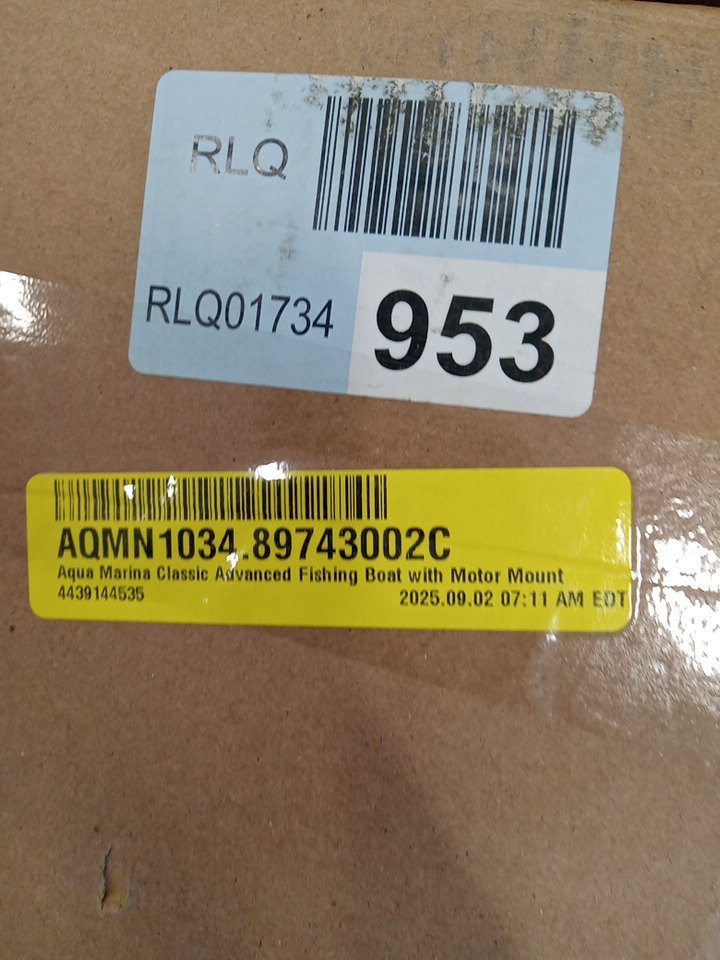 RLQ
RLQ01734
953
AQMN1034.89743002C
Aqua Marina Classic Advanced Fishing Boat with Motor Mount
4439144535
2025.09.02 07:11 AM EDT